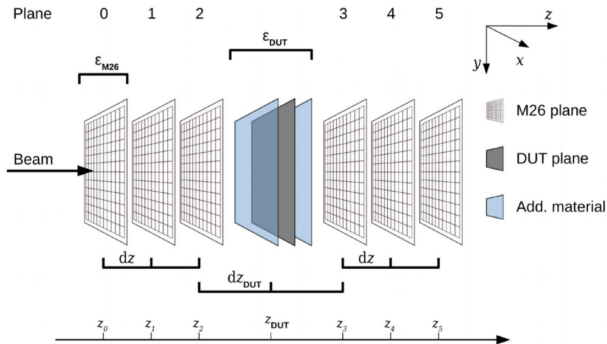 Plane 0 1 2 3 4 5 z
ε_DUT
x
y
ε_M26
M26 plane
Beam
DUT plane
Add. material
dz dz
dz_DUT
z_0 z_1 z_2 z_DUT z_3 z_4 z_5